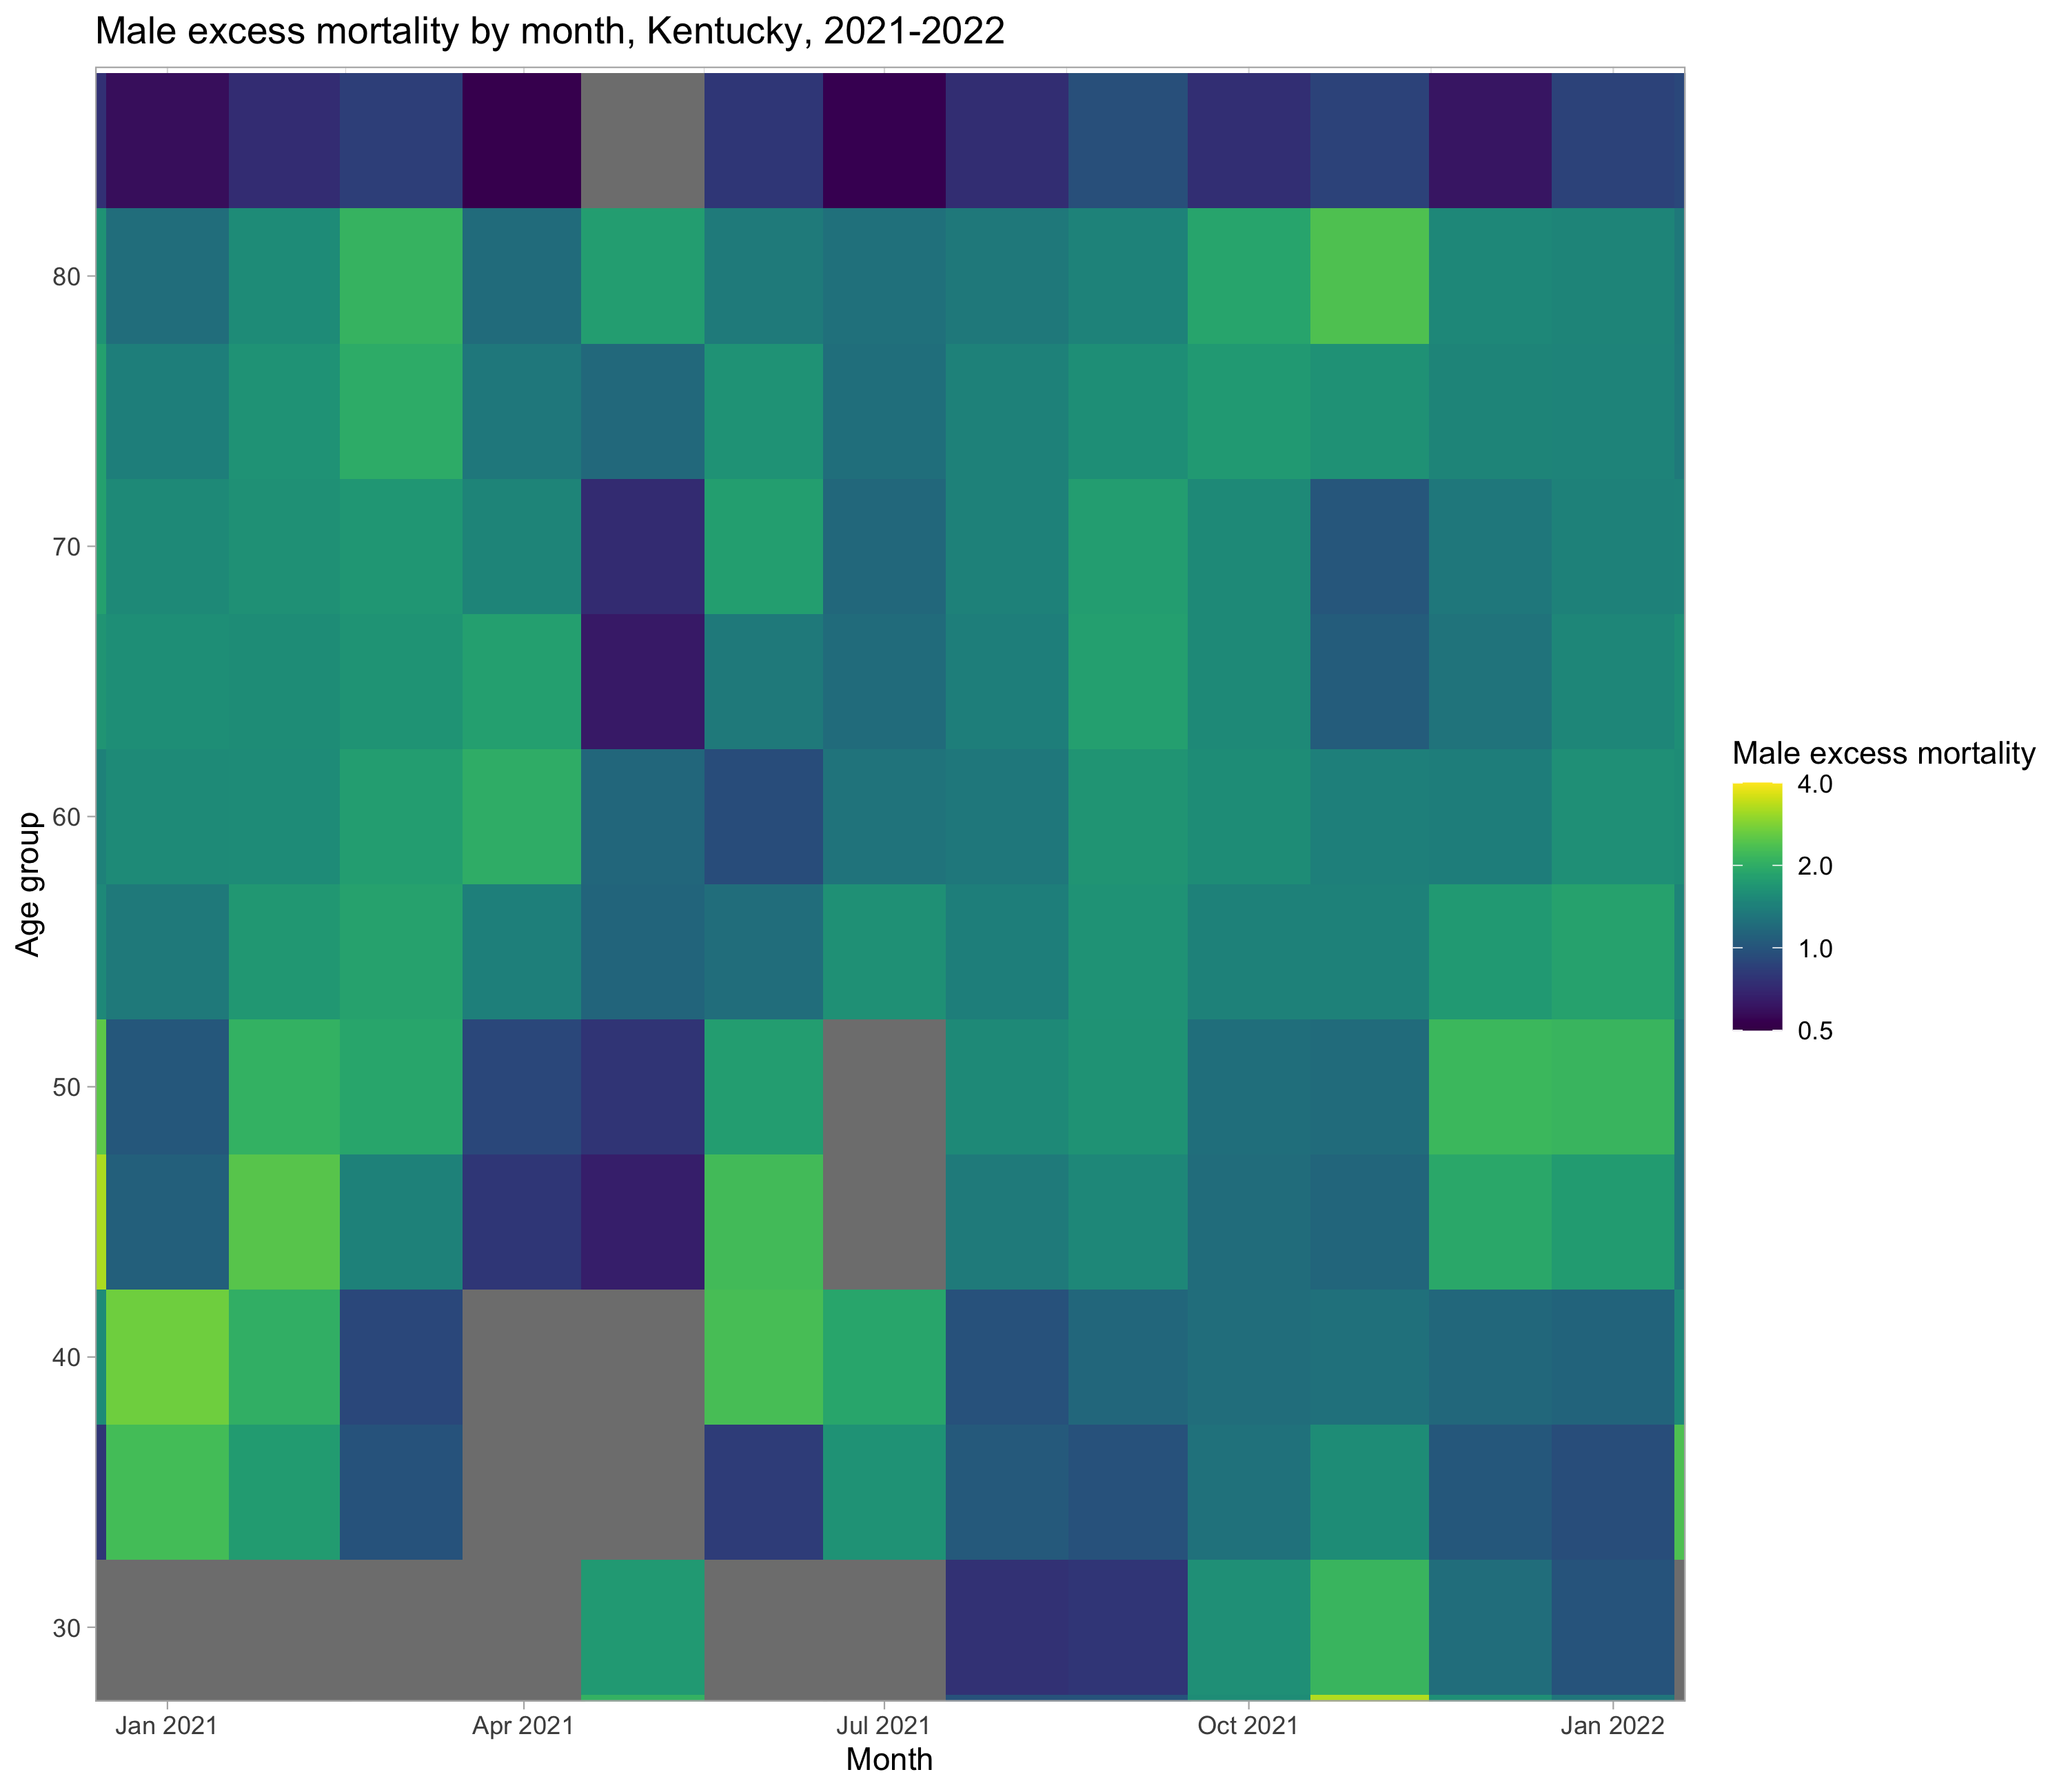 Male excess mortality by month, Kentucky, 2021-2022
80
70
60
50
40
30
Age group
Jan 2021
Apr 2021
Jul 2021
Oct 2021
Jan 2022
Month
Male excess mortality
4.0
2.0
1.0
0.5